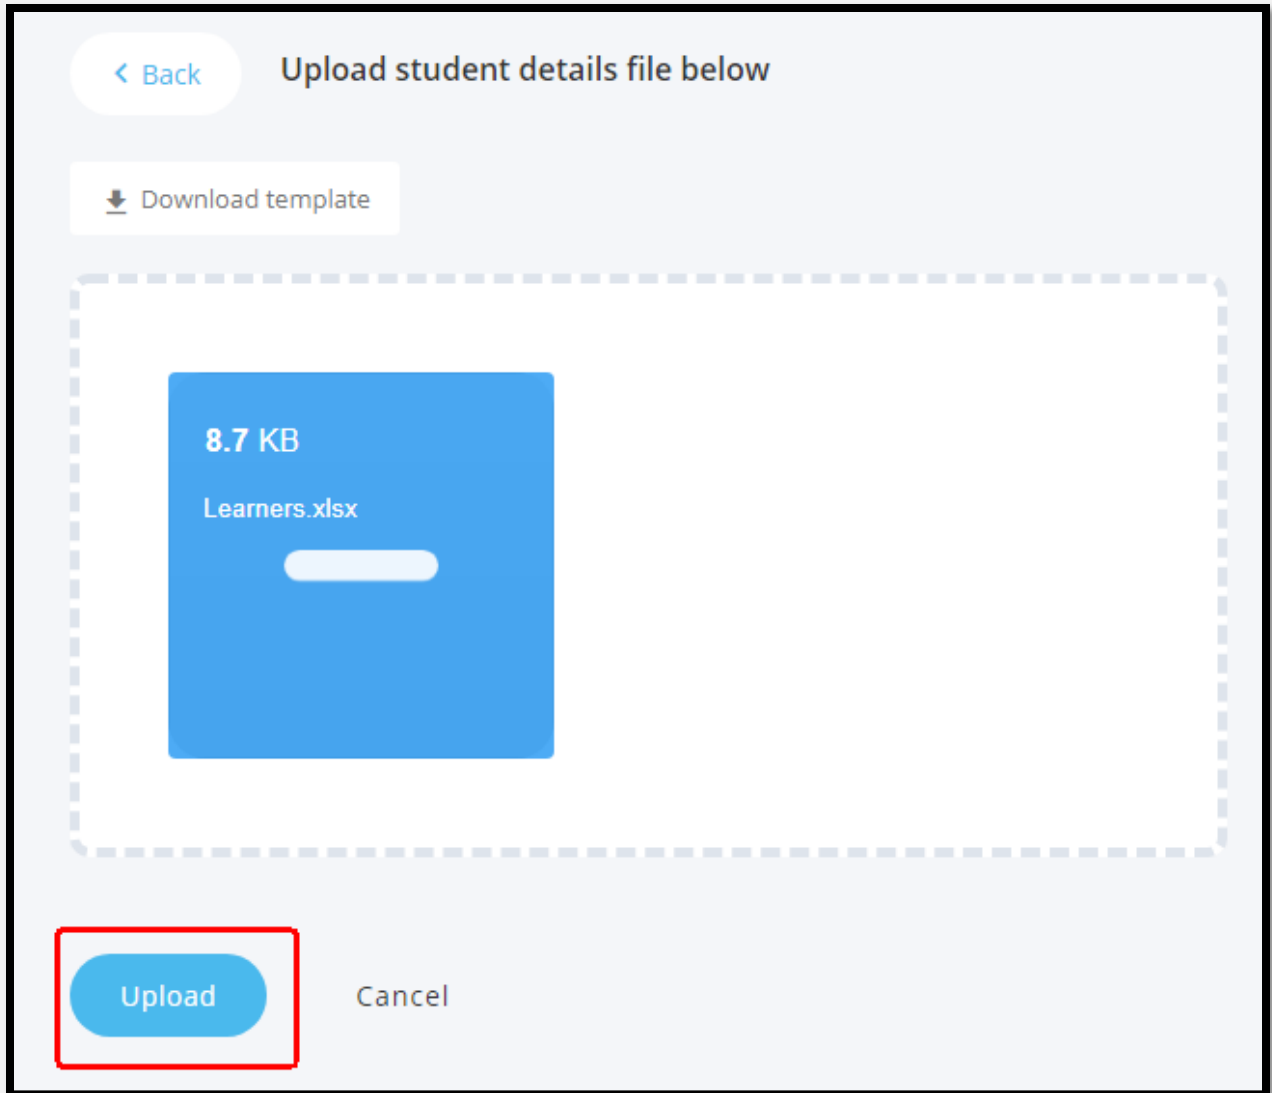 Back
Upload student details file below
Download template
8.7 KB
Learners.xlsx
Upload
Cancel